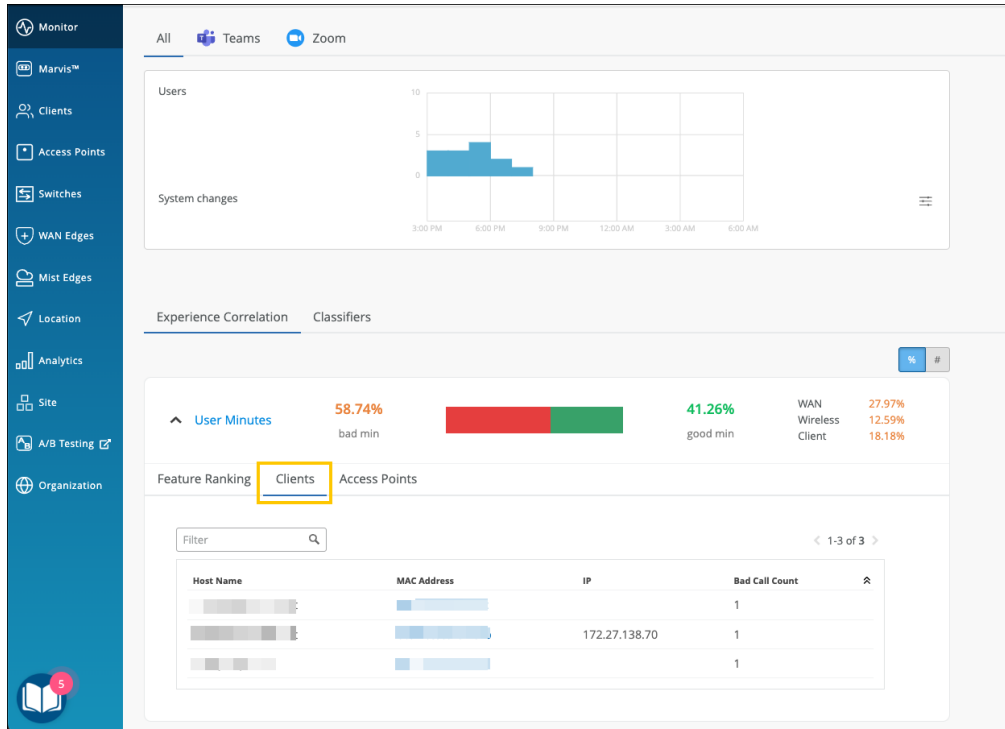 Monitor
Marvis™
Clients
Access Points
Switches
WAN Edges
Mist Edges
Location
Analytics
Site
A/B Testing
Organization
5
All Teams Zoom
Users
10
5
0
System changes
3:00 PM 6:00 PM 9:00 PM 12:00 AM 3:00 AM 6:00 AM
Experience Correlation Classifiers
% #
User Minutes
58.74%
bad min
41.26%
good min
WAN 27.97%
Wireless 12.59%
Client 18.18%
Feature Ranking Clients Access Points
Filter
1-3 of 3
Host Name MAC Address IP Bad Call Count
1
172.27.138.70 1
1